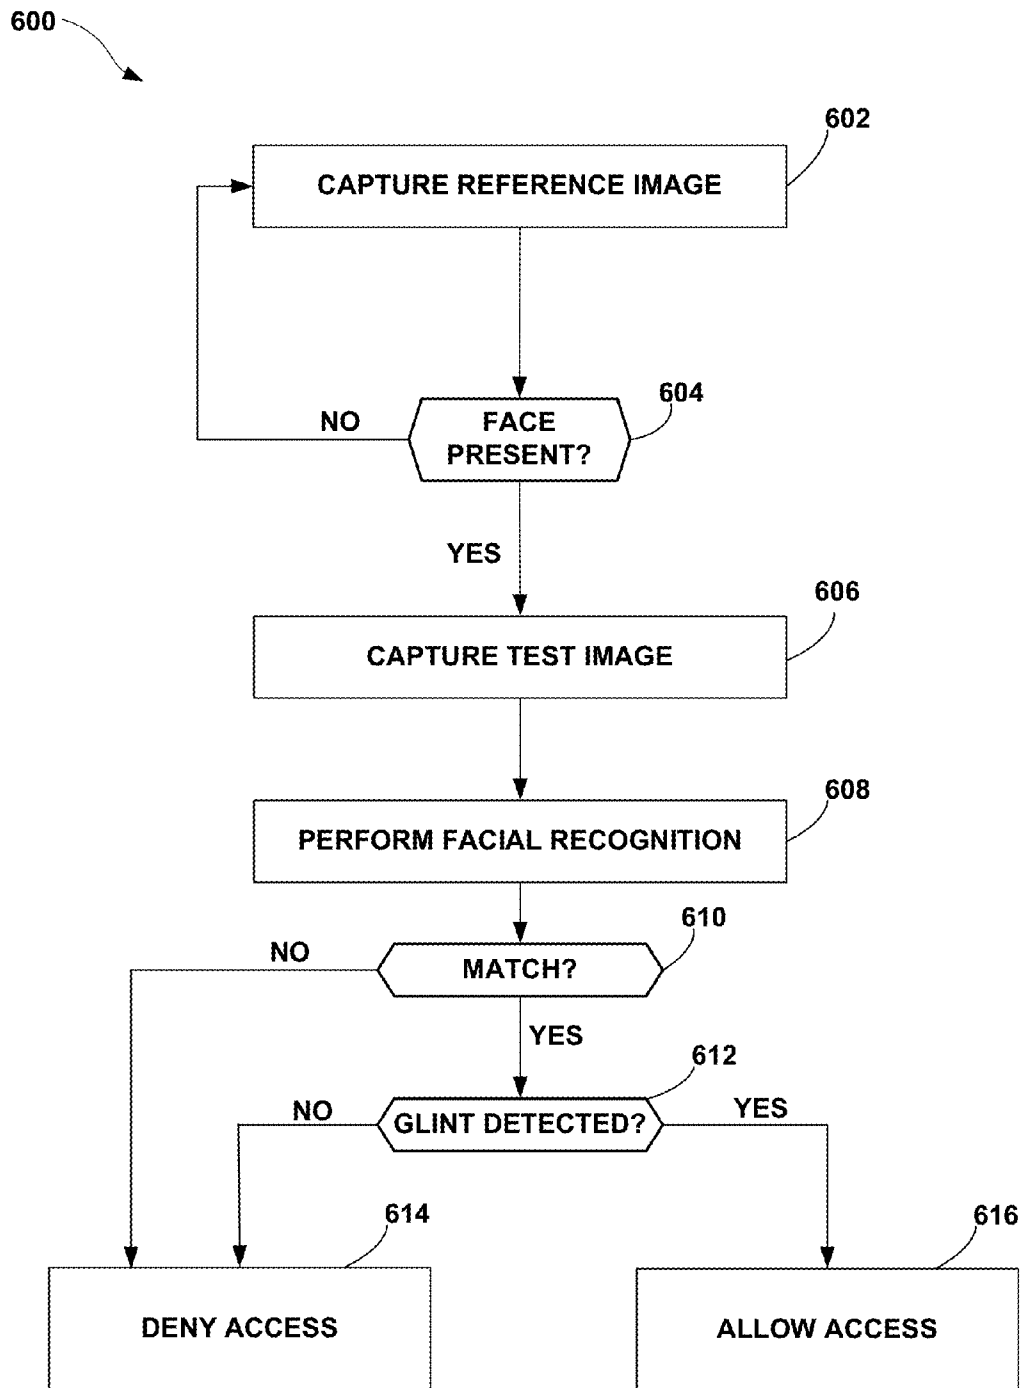 600
602
CAPTURE REFERENCE IMAGE
604
NO
FACE
PRESENT?
YES
606
CAPTURE TEST IMAGE
608
PERFORM FACIAL RECOGNITION
610
NO
MATCH?
YES
612
NO
GLINT DETECTED?
YES
614
616
DENY ACCESS
ALLOW ACCESS